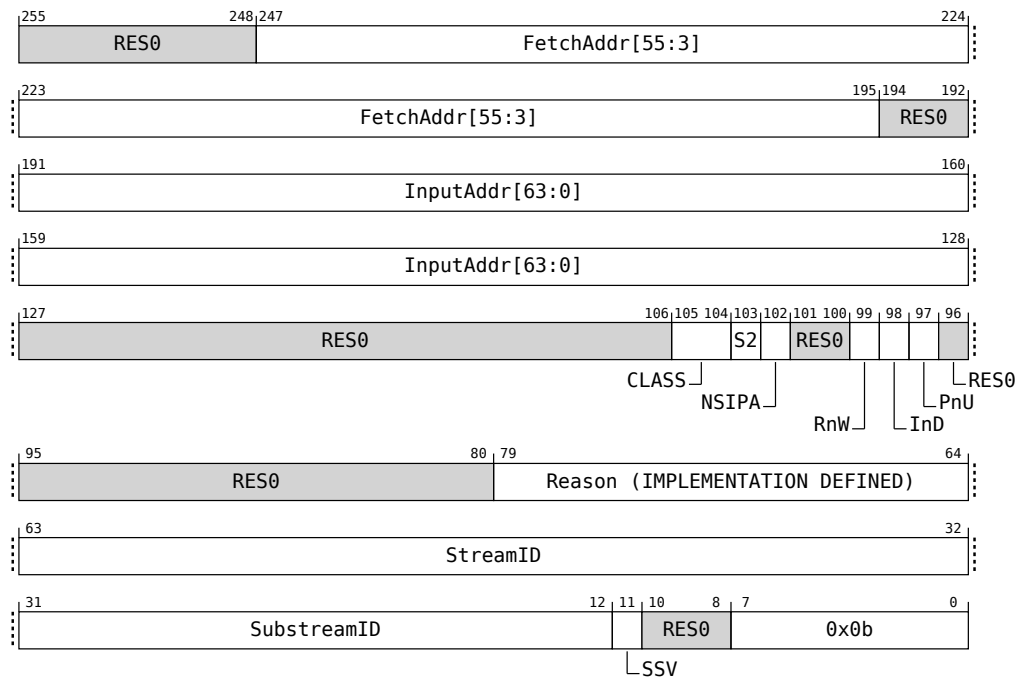 255 248 247 224
RES0 FetchAddr[55:3]
223 195 194 192
FetchAddr[55:3] RES0
191 160
InputAddr[63:0]
159 128
InputAddr[63:0]
127 106 105 104 103 102 101 100 99 98 97 96
RES0 S2 RES0
CLASS RES0
NSIPA PnU
RnW InD
95 80 79 64
RES0 Reason (IMPLEMENTATION DEFINED)
63 32
StreamID
31 12 11 10 8 7 0
SubstreamID RES0 0x0b
SSV